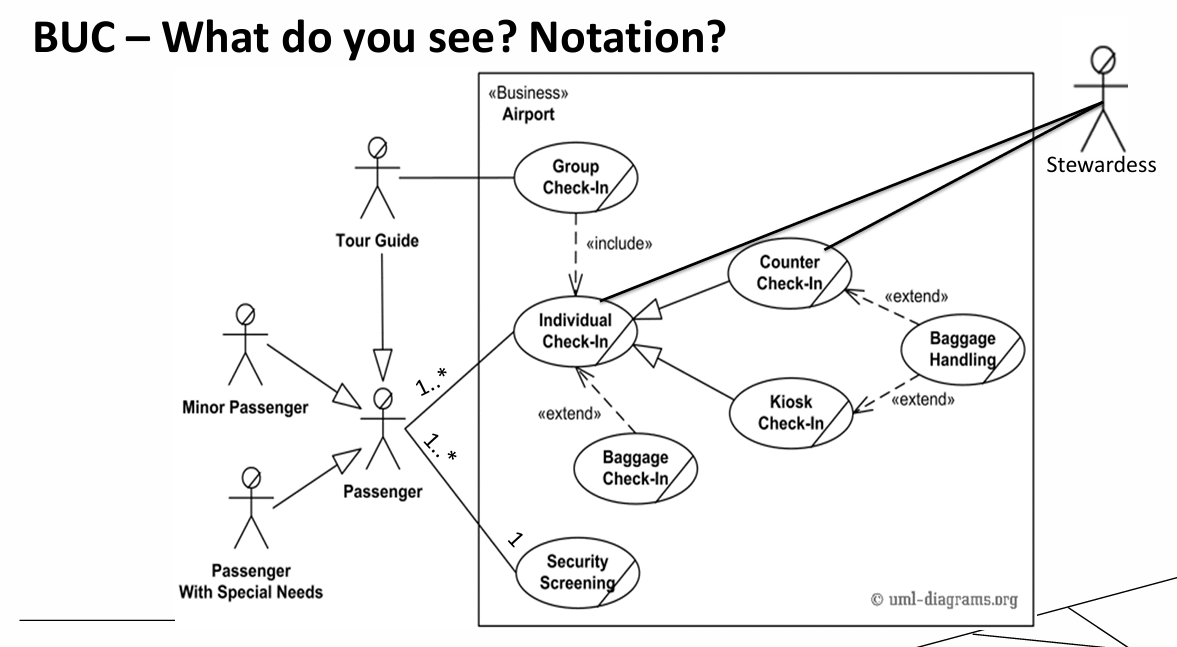 BUC – What do you see? Notation?
«Business»
Airport
Stewardess
Group
Check-In
Tour Guide
«include»
Counter
Check-In
«extend»
Individual
Check-In
Baggage
Handling
Minor Passenger
1..*
«extend»
Kiosk
Check-In
«extend»
1.. *
Passenger
Baggage
Check-In
1
Security
Screening
Passenger
With Special Needs
© uml-diagrams.org